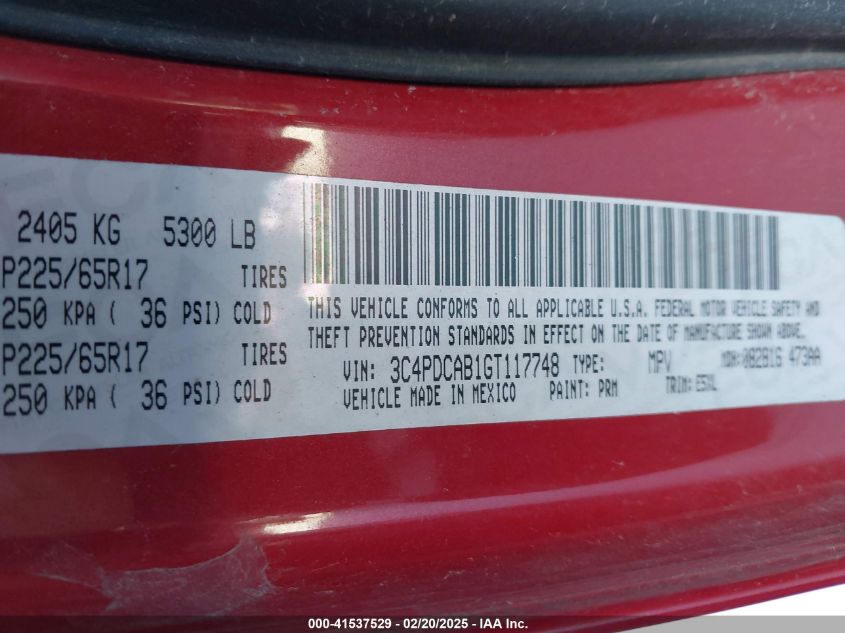 2405 KG 5300 LB
P225/65R17 TIRES
250 KPA ( 36 PSI) COLD
P225/65R17 TIRES
250 KPA ( 36 PSI) COLD
THIS VEHICLE CONFORMS TO ALL APPLICABLE U.S.A. FEDERAL MOTOR VEHICLE SAFETY AND
THEFT PREVENTION STANDARDS IN EFFECT ON THE DATE OF MANUFACTURE SHOWN ABOVE.
VIN: 3C4PDCAB1GT117748 TYPE: MPV MDH: 082816 473AA
VEHICLE MADE IN MEXICO PAINT: PRM TRIM:
000-41537529 - 02/20/2025 - IAA Inc.